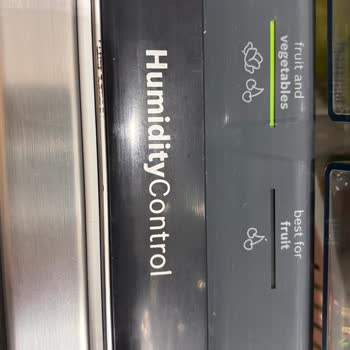 HumidityControl
fruit and
vegetables
best for
fruit